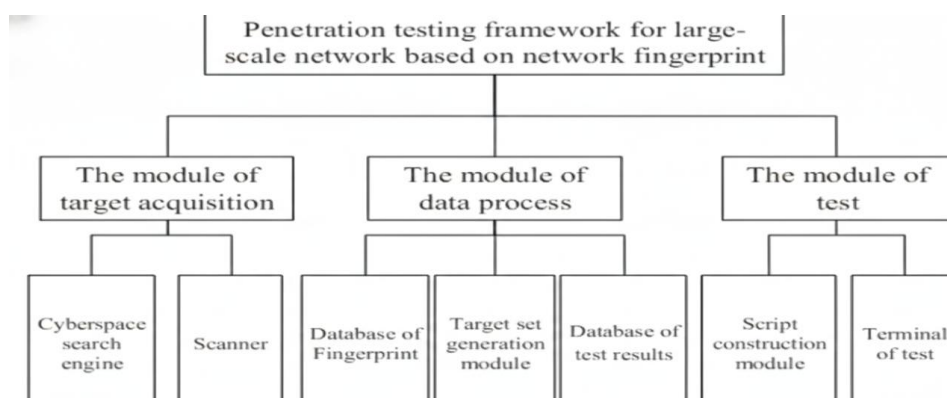 Penetration testing framework for large-
scale network based on network fingerprint
The module of
target acquisition
The module of
data process
The module of
test
Cyberspace
search
engine
Scanner
Database of
Fingerprint
Target set
generation
module
Database of
test results
Script
construction
module
Terminal
of test